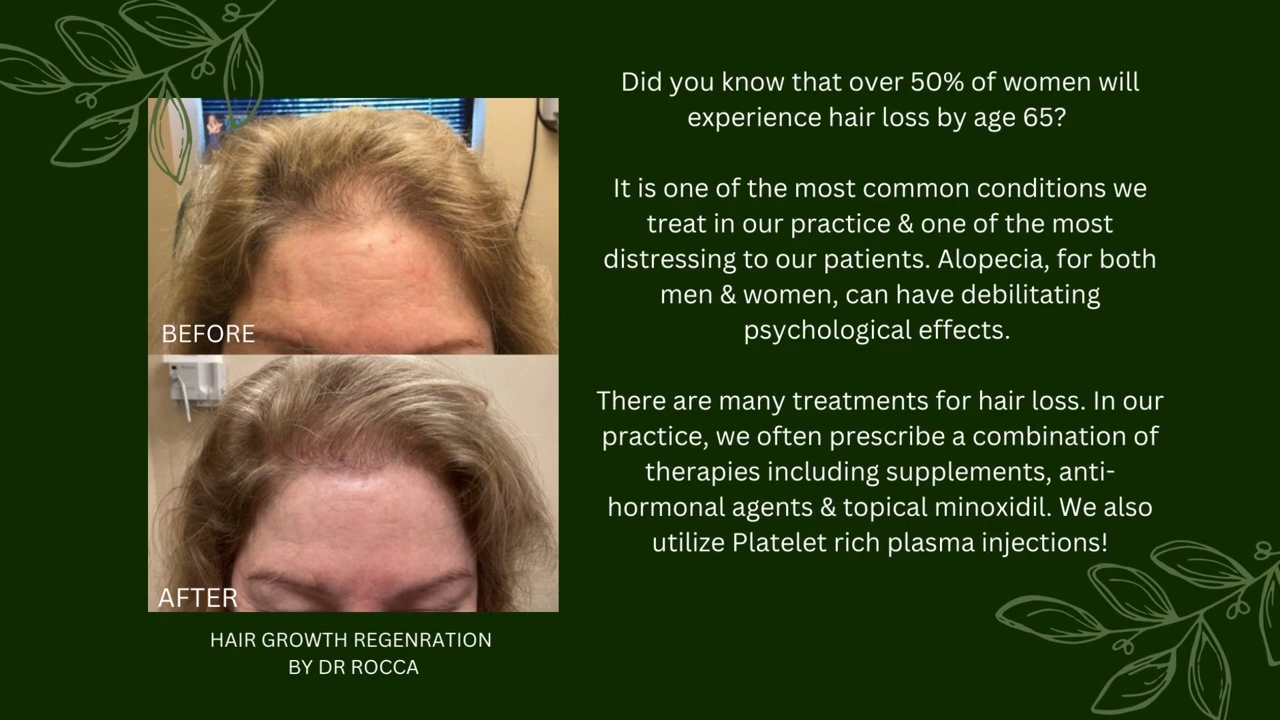 Did you know that over 50% of women will
experience hair loss by age 65?
It is one of the most common conditions we
treat in our practice & one of the most
distressing to our patients. Alopecia, for both
men & women, can have debilitating
psychological effects.
There are many treatments for hair loss. In our
practice, we often prescribe a combination of
therapies including supplements, anti-
hormonal agents & topical minoxidil. We also
utilize Platelet rich plasma injections!
BEFORE
AFTER
HAIR GROWTH REGENRATION
BY DR ROCCA